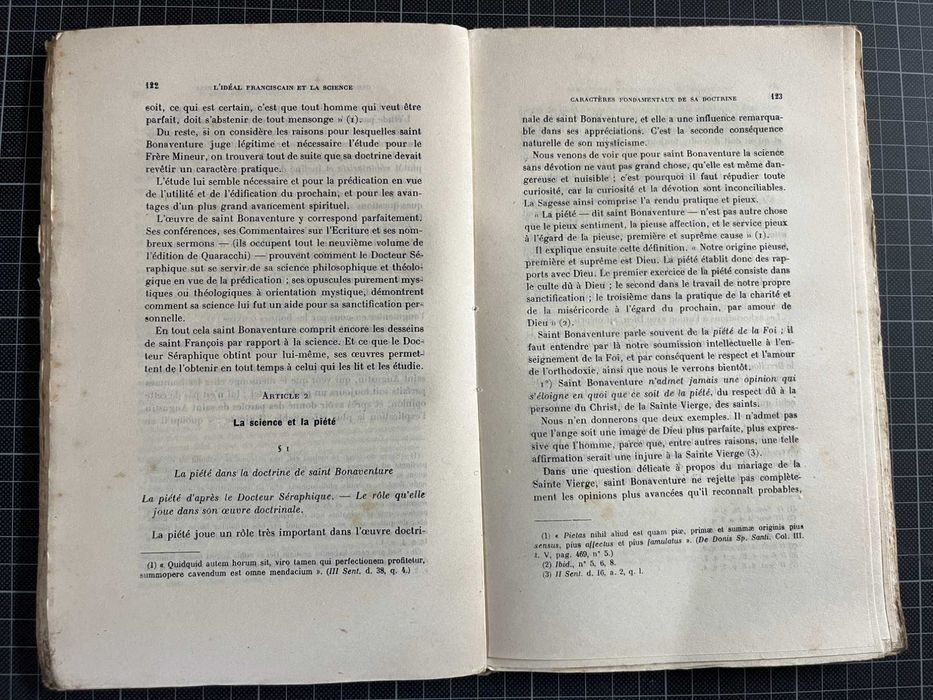 122
L'IDÉAL FRANCISCAIN ET LA SCIENCE
soit, ce qui est certain, c'est que tout homme qui veut être
parfait, doit s'abstenir de tout mensonge » (1).
Du reste, si on considère les raisons pour lesquelles saint
Bonaventure juge légitime et nécessaire l'étude pour le
Frère Mineur, on trouvera tout de suite que sa doctrine devait
revêtir un caractère pratique.
L'étude lui semble nécessaire et pour la prédication en vue
de l'utilité et de l'édification du prochain, et pour les avan-
tages d'un plus grand avancement spirituel.
L'œuvre de saint Bonaventure y correspond parfaitement.
Ses conférences, ses Commentaires sur l'Ecriture et ses nom-
breux sermons — (ils occupent tout le neuvième volume de
l'édition de Quaracchi) — prouvent comment le Docteur Sé-
raphique sut se servir de sa science philosophique et théolo-
gique en vue de la prédication ; ses opuscules purement mys-
tiques ou théologiques à orientation mystique, démontrent
comment sa science lui fut un aide pour sa sanctification per-
sonnelle.
En tout cela saint Bonaventure comprit encore les desseins
de saint François par rapport à la science. Et ce que le Doc-
teur Séraphique obtint pour lui-même, ses œuvres permet-
tent de l'obtenir en tout temps à celui qui les lit et les étudie.
ARTICLE 2
La science et la piété
§ 1
La piété dans la doctrine de saint Bonaventure
La piété d'après le Docteur Séraphique. — Le rôle qu'elle
joue dans son œuvre doctrinale.
La piété joue un rôle très important dans l'œuvre doctri-
(1) « Quidquid autem horum sit, viro tamen qui perfectionem profitetur,
summopere cavendum est omne mendacium ». (III Sent. d. 38, q. 4.)
CARACTÈRES FONDAMENTAUX DE SA DOCTRINE
123
nale de saint Bonaventure, et elle a une influence remarqua-
ble dans ses appréciations. C'est la seconde conséquence
naturelle de son mysticisme.
Nous venons de voir que pour saint Bonaventure la science
sans dévotion ne vaut pas grand chose, qu'elle est même dan-
gereuse et nuisible ; c'est pourquoi il faut répudier toute
curiosité, car la curiosité et la dévotion sont inconciliables.
La Sagesse ainsi comprise l'a rendu pratique et pieux.
« La piété — dit saint Bonaventure — n'est pas autre chose
que le pieux sentiment, la pieuse affection, et le service pieux
à l'égard de la pieuse, première et suprême cause » (1).
Il explique ensuite cette définition. « Notre origine pieuse,
première et suprême est Dieu. La piété établit donc des rap-
ports avec Dieu. Le premier exercice de la piété consiste dans
le culte dû à Dieu ; le second dans le travail de notre propre
sanctification ; le troisième dans la pratique de la charité et
de la miséricorde à l'égard du prochain, par amour de
Dieu » (2).
Saint Bonaventure parle souvent de la piété de la Foi ; il
faut entendre par là notre soumission intellectuelle à l'en-
seignement de la Foi, et par conséquent le respect et l'amour
de l'orthodoxie, ainsi que nous le verrons bientôt.
1°) Saint Bonaventure n'admet jamais une opinion qui
s'éloigne en quoi que ce soit de la piété, du respect dû à la
personne du Christ, de la Sainte Vierge, des saints.
Nous n'en donnerons que deux exemples. Il n'admet pas
que l'ange soit une image de Dieu plus parfaite, plus expres-
sive que l'homme, parce que, entre autres raisons, une telle
affirmation serait une injure à la Sainte Vierge (3).
Dans une question délicate à propos du mariage de la
Sainte Vierge, saint Bonaventure ne rejette pas complète-
ment les opinions plus avancées qu'il reconnaît probables,
(1) « Pietas nihil aliud est quam piæ, primæ et summæ originis pius
sensus, pius affectus et pius famulatus ». (De Donis Sp. Santi. Col. III.
t. V, pag. 469, n° 5.)
(2) Ibid., n° 5, 6, 8.
(3) II Sent. d. 16, a. 2, q. 1.